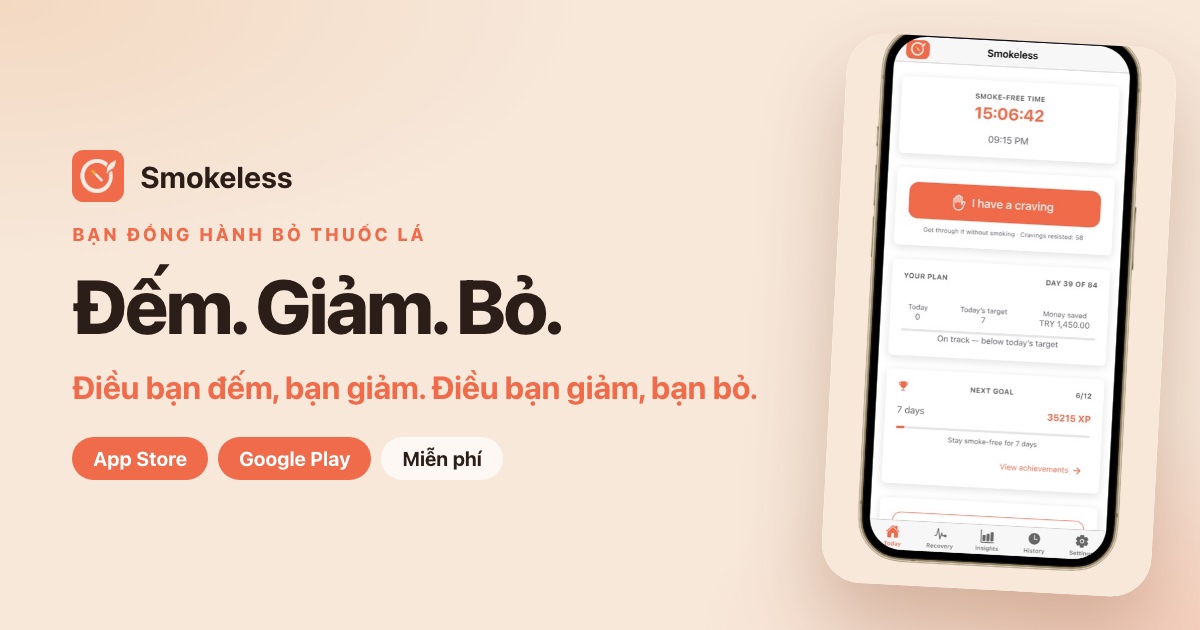 Smokeless
BẠN ĐỒNG HÀNH BỎ THUỐC LÁ
Đếm. Giảm. Bỏ.
Điều bạn đếm, bạn giảm. Điều bạn giảm, bạn bỏ.
App Store
Google Play
Miễn phí
Smokeless
SMOKE-FREE TIME
15:06:42
09:15 PM
I have a craving
Get through it without smoking · Cravings resisted: 58
YOUR PLAN
DAY 39 OF 84
Today
0
Today's target
7
Money saved
TRY 1,450.00
On track — below today's target
NEXT GOAL
6/12
7 days
35215 XP
Stay smoke-free for 7 days
View achievements →
Today
Recovery
Insights
History
Settings